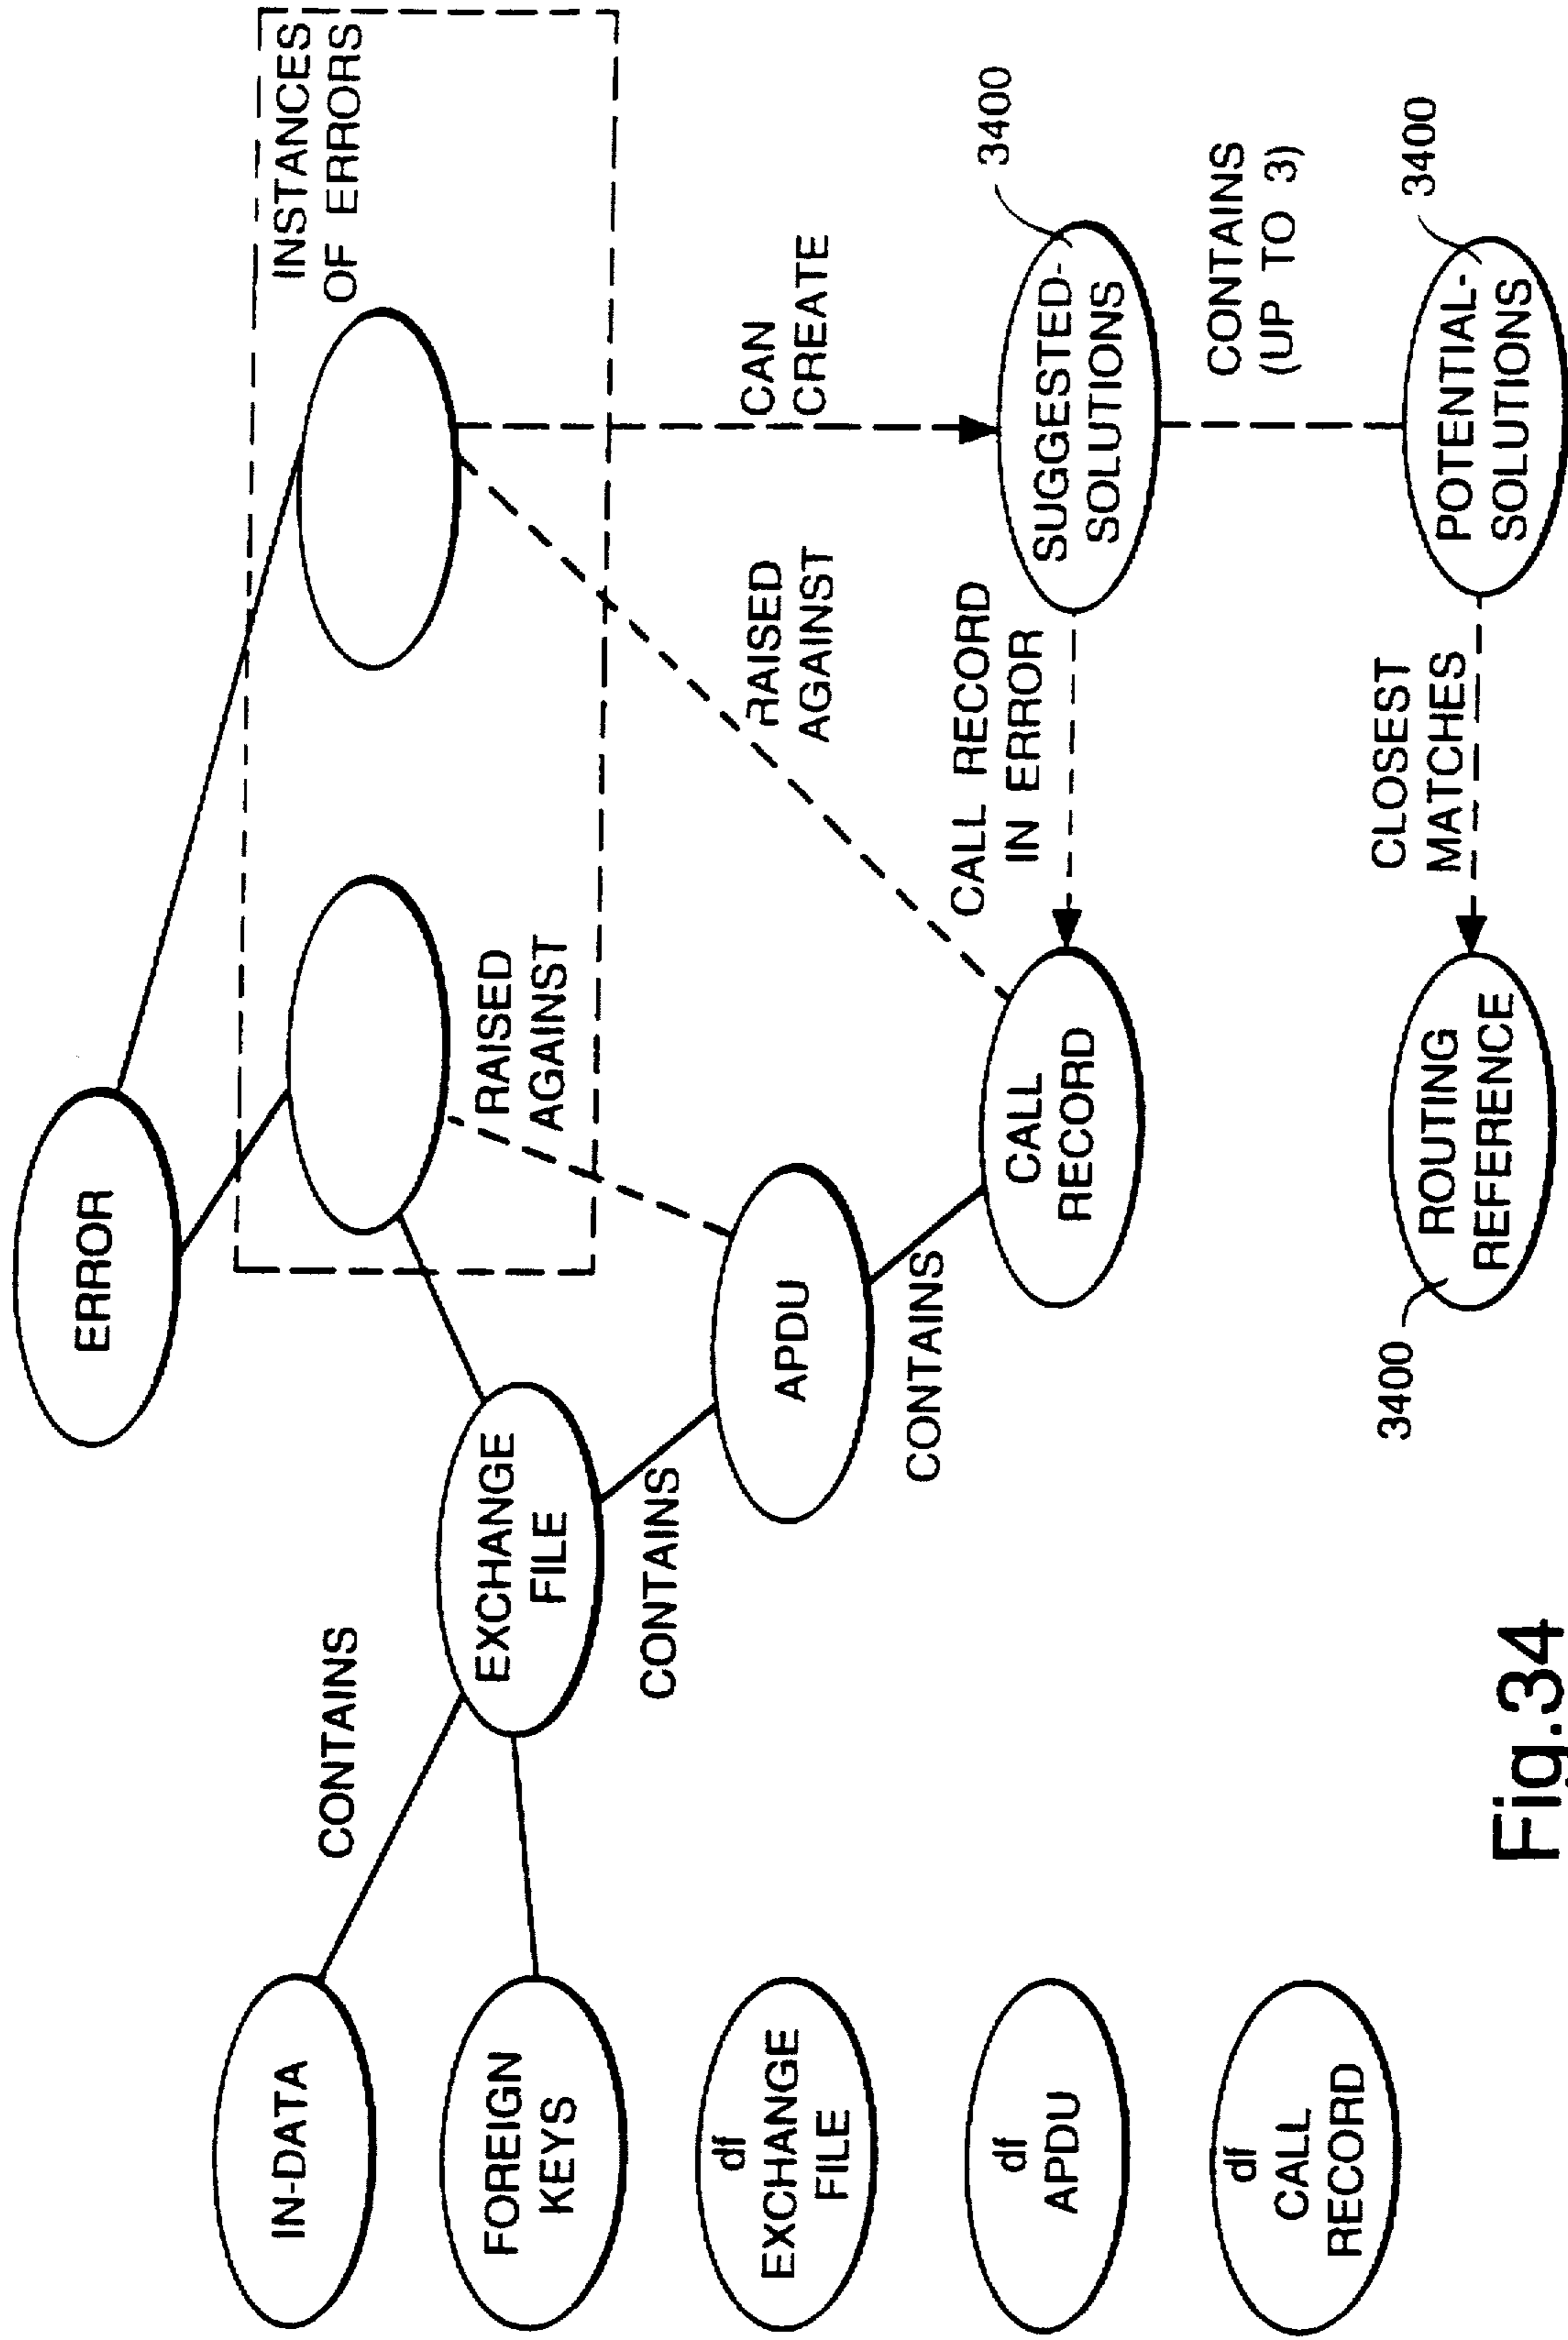 ERROR
INSTANCES
OF ERRORS
IN-DATA
CONTAINS
EXCHANGE
FILE
RAISED
AGAINST
FOREIGN
KEYS
CONTAINS
APDU
RAISED
AGAINST
CAN
CREATE
df
EXCHANGE
FILE
CONTAINS
CALL RECORD
IN ERROR
3400
df
APDU
CALL
RECORD
SUGGESTED-
SOLUTIONS
CONTAINS
(UP TO 3)
df
CALL
RECORD
3400
CLOSEST
MATCHES
3400
ROUTING
REFERENCE
POTENTIAL-
SOLUTIONS
Fig.34